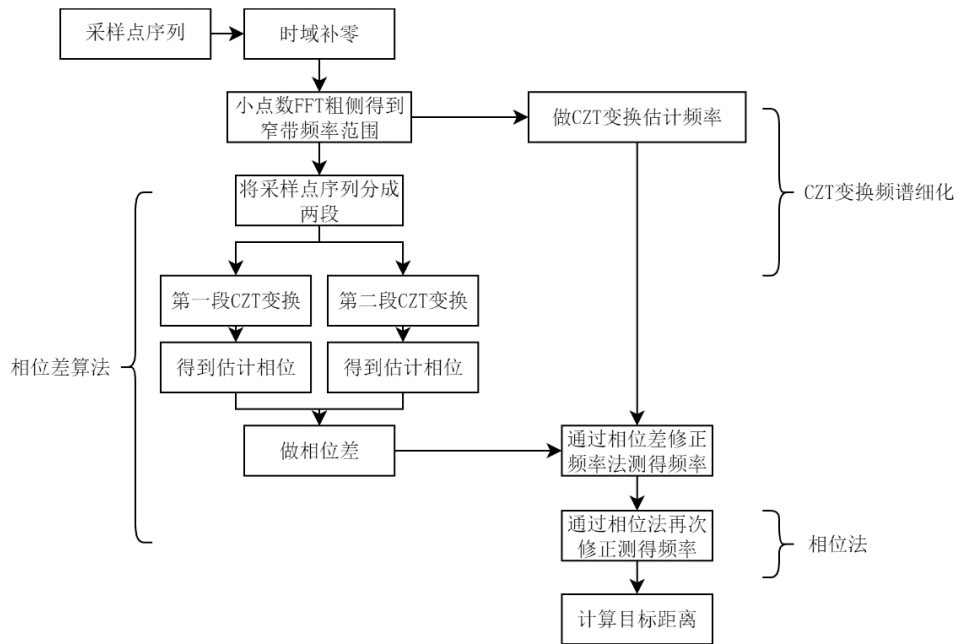 采样点序列
时域补零
小点数FFT粗侧得到
窄带频率范围
做CZT变换估计频率
将采样点序列分成
两段
CZT变换频谱细化
第一段CZT变换
第二段CZT变换
相位差算法
得到估计相位
得到估计相位
做相位差
通过相位差修正
频率法测得频率
通过相位法再次
修正测得频率
相位法
计算目标距离